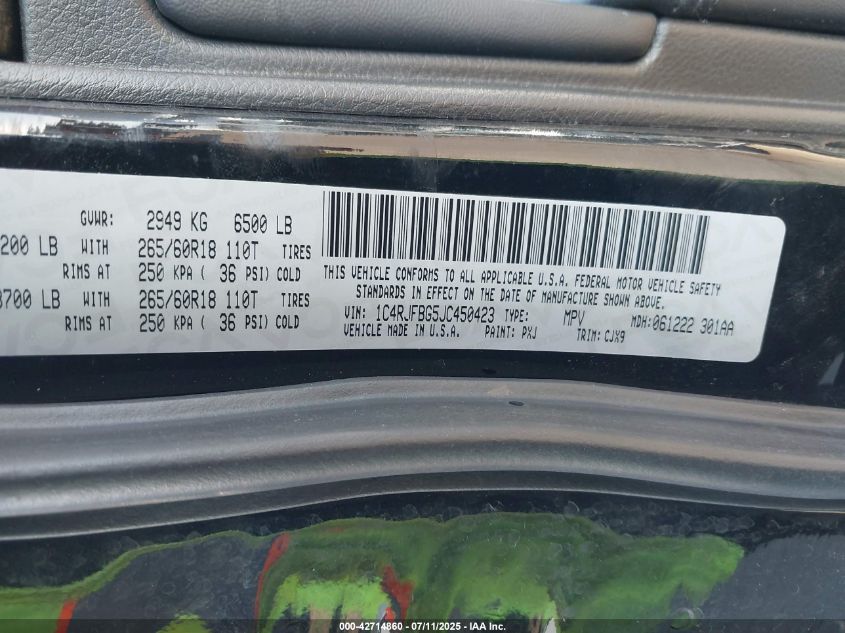 GVWR: 2949 KG 6500 LB
200 LB WITH 265/60R18 110T TIRES
RIMS AT 250 KPA ( 36 PSI) COLD
3700 LB WITH 265/60R18 110T TIRES
RIMS AT 250 KPA ( 36 PSI) COLD
THIS VEHICLE CONFORMS TO ALL APPLICABLE U.S.A. FEDERAL MOTOR VEHICLE SAFETY
STANDARDS IN EFFECT ON THE DATE OF MANUFACTURE SHOWN ABOVE.
VIN: 1C4RJFBG5JC450423 TYPE: MPV MDH: 061222 301AA
VEHICLE MADE IN U.S.A. PAINT: PXJ TRIM: CJX9
000-42714860 - 07/11/2025 - IAA Inc.